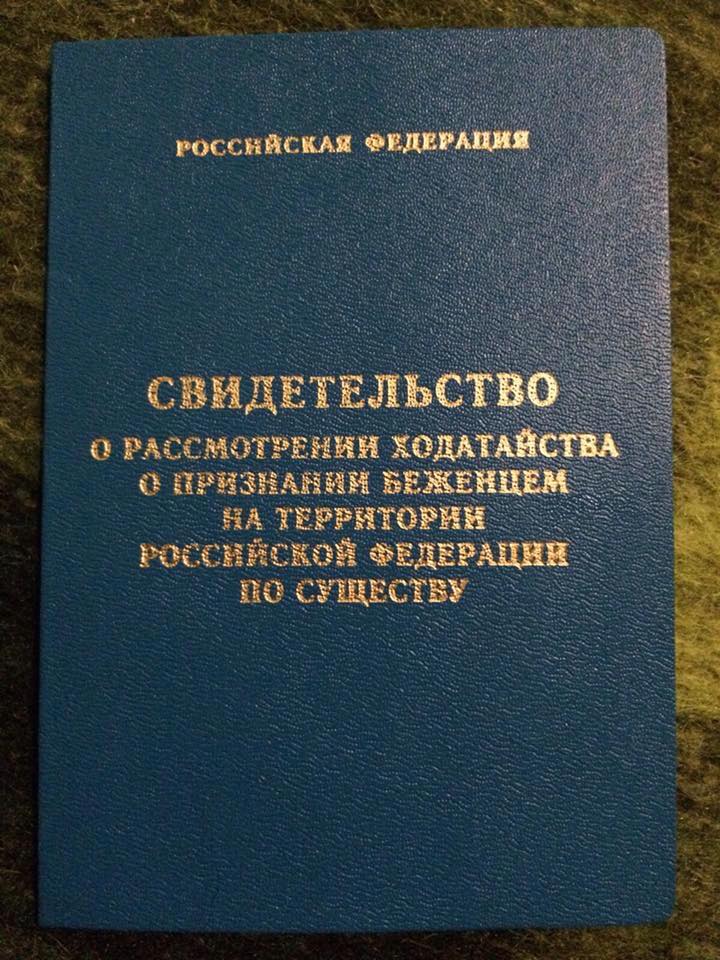 РОССИЙСКАЯ ФЕДЕРАЦИЯ
СВИДЕТЕЛЬСТВО
О РАССМОТРЕНИИ ХОДАТАЙСТВА
О ПРИЗНАНИИ БЕЖЕНЦЕМ
НА ТЕРРИТОРИИ
РОССИЙСКОЙ ФЕДЕРАЦИИ
ПО СУЩЕСТВУ